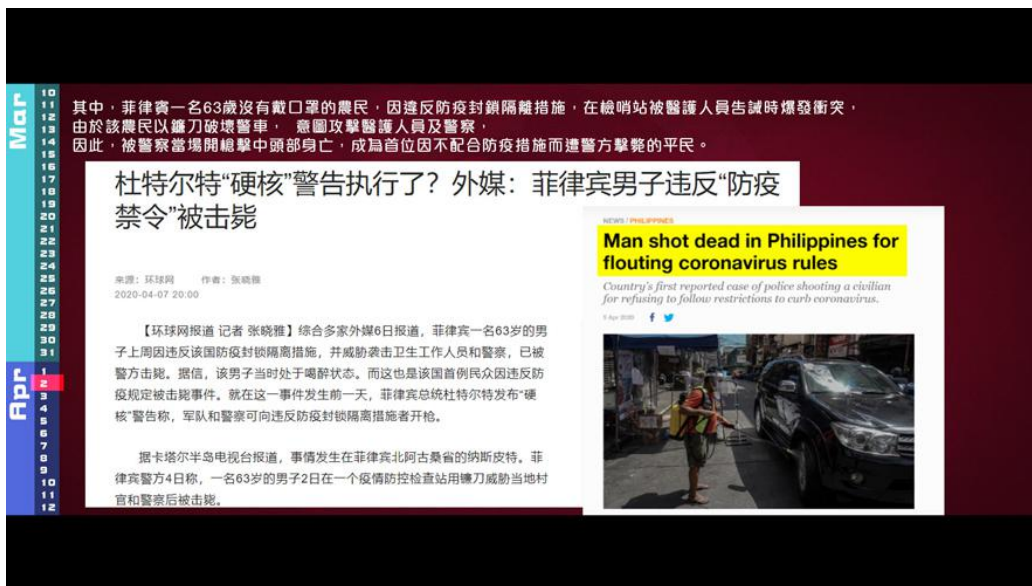 Mar
10
11
12
13
14
15
16
17
18
19
20
21
22
23
24
25
26
27
28
29
30
31
Apr
1
2
3
4
5
6
7
8
9
10
11
12
其中，菲律賓一名63歲沒有戴口罩的農民，因違反防疫封鎖隔離措施，在檢哨站被醫護人員告誡時爆發衝突，
由於該農民以鐮刀破壞警車， 意圖攻擊醫護人員及警察，
因此，被警察當場開槍擊中頭部身亡，成為首位因不配合防疫措施而遭警方擊斃的平民。
杜特尔特“硬核”警告执行了？外媒：菲律宾男子违反“防疫
禁令”被击毙
来源：环球网 作者：张晓雅
2020-04-07 20:00
【环球网报道 记者 张晓雅】综合多家外媒6日报道，菲律宾一名63岁的男
子上周因违反该国防疫封锁隔离措施，并威胁袭击卫生工作人员和警察，已被
警方击毙。据信，该男子当时处于喝醉状态。而这也是该国首例民众因违反防
疫规定被击毙事件。就在这一事件发生前一天，菲律宾总统杜特尔特发布“硬
核”警告称，军队和警察可向违反防疫封锁隔离措施者开枪。
据卡塔尔半岛电视台报道，事情发生在菲律宾北阿古桑省的纳斯皮特。菲
律宾警方4日称，一名63岁的男子2日在一个疫情防控检查站用镰刀威胁当地村
官和警察后被击毙。
NEWS / PHILIPPINES
Man shot dead in Philippines for
flouting coronavirus rules
Country's first reported case of police shooting a civilian
for refusing to follow restrictions to curb coronavirus.
Apr 2020